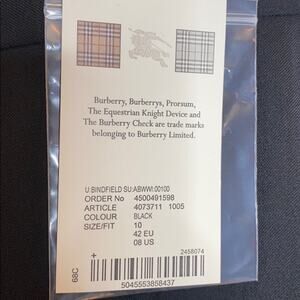 Burberry, Burberrys, Prorsum,
The Equestrian Knight Device and
The Burberry Check are trade marks
belonging to Burberry Limited.
U:BINDFIELD SU:ABWWI:00100
ORDER No 4500491598
ARTICLE 4073711 1005
COLOUR BLACK
SIZE/FIT 10
42 EU
08 US
2458074
+
5045553858437
68C